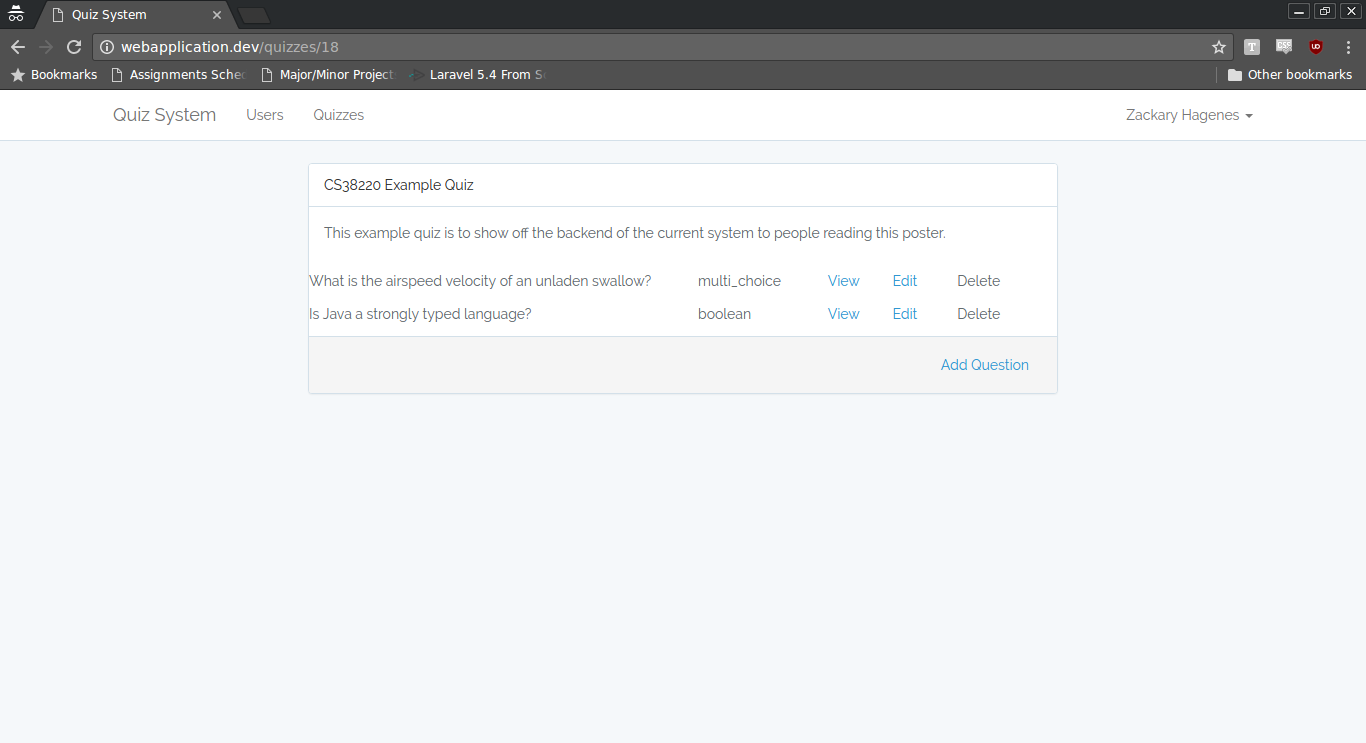 Quiz System
webapplication.dev/quizzes/18
Bookmarks Assignments Sche Major/Minor Project Laravel 5.4 From S Other bookmarks
Quiz System Users Quizzes Zackary Hagenes
CS38220 Example Quiz
This example quiz is to show off the backend of the current system to people reading this poster.
What is the airspeed velocity of an unladen swallow? multi_choice View Edit Delete
Is Java a strongly typed language? boolean View Edit Delete
Add Question